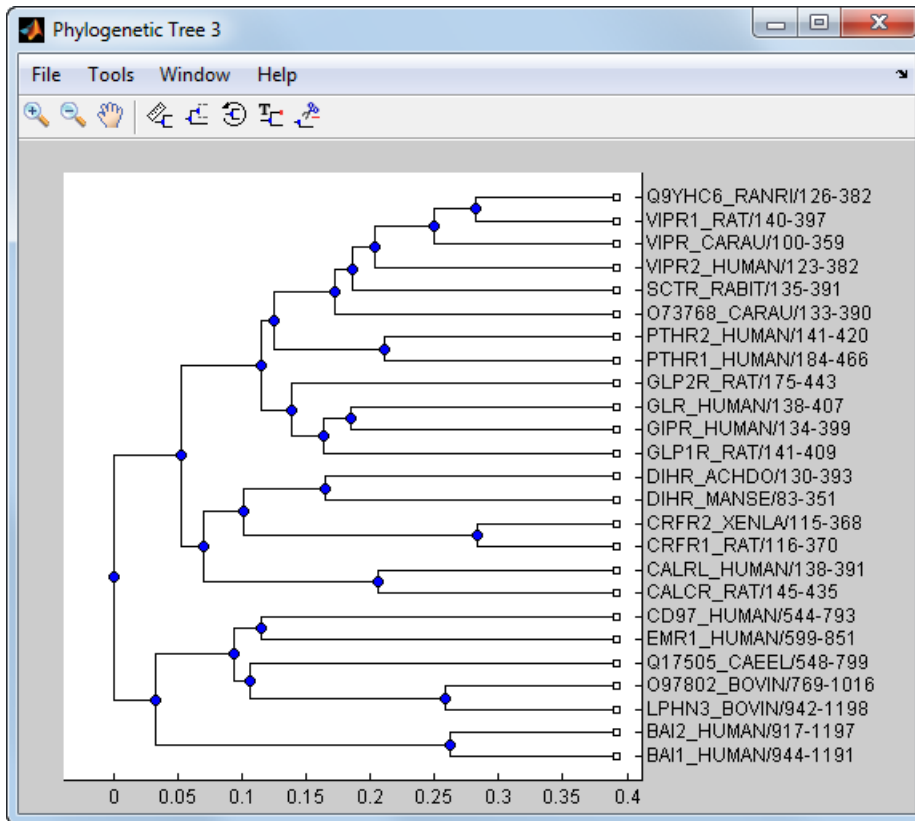 Phylogenetic Tree 3
File Tools Window Help
Q9YHC6_RANRI/126-382
VIPR1_RAT/140-397
VIPR_CARAU/100-359
VIPR2_HUMAN/123-382
SCTR_RABIT/135-391
O73768_CARAU/133-390
PTHR2_HUMAN/141-420
PTHR1_HUMAN/184-466
GLP2R_RAT/175-443
GLR_HUMAN/138-407
GIPR_HUMAN/134-399
GLP1R_RAT/141-409
DIHR_ACHDO/130-393
DIHR_MANSE/83-351
CRFR2_XENLA/115-368
CRFR1_RAT/116-370
CALRL_HUMAN/138-391
CALCR_RAT/145-435
CD97_HUMAN/544-793
EMR1_HUMAN/599-851
Q17505_CAEEL/548-799
O97802_BOVIN/769-1016
LPHN3_BOVIN/942-1198
BAI2_HUMAN/917-1197
BAI1_HUMAN/944-1191
0 0.05 0.1 0.15 0.2 0.25 0.3 0.35 0.4